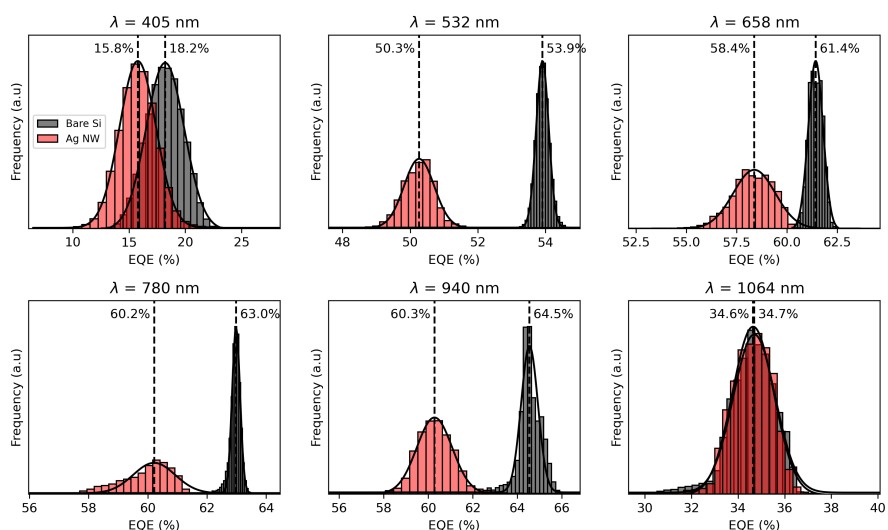 λ = 405 nm
15.8%
18.2%
Frequency (a.u)
Bare Si
Ag NW
10 15 20 25
EQE (%)
λ = 532 nm
50.3%
53.9%
Frequency (a.u)
48 50 52 54
EQE (%)
λ = 658 nm
58.4%
61.4%
Frequency (a.u)
52.5 55.0 57.5 60.0 62.5
EQE (%)
λ = 780 nm
60.2%
63.0%
Frequency (a.u)
56 58 60 62 64
EQE (%)
λ = 940 nm
60.3%
64.5%
Frequency (a.u)
56 58 60 62 64 66
EQE (%)
λ = 1064 nm
34.6%
34.7%
Frequency (a.u)
30 32 34 36 38 40
EQE (%)